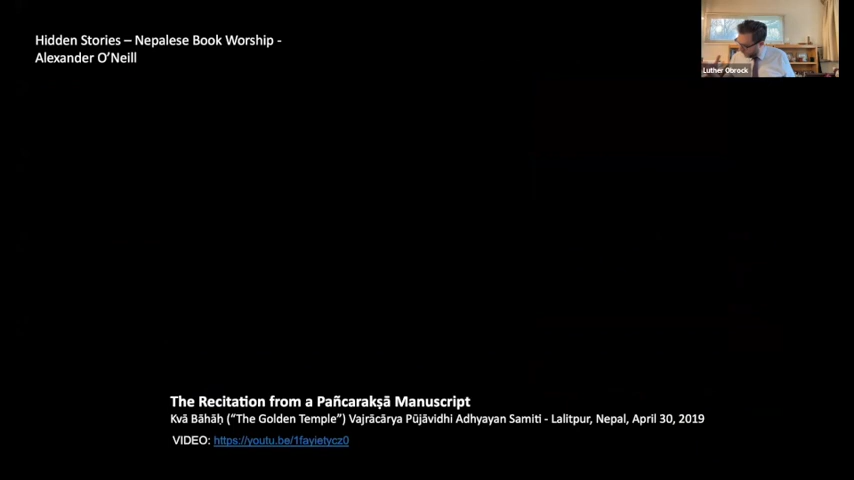 Hidden Stories – Nepalese Book Worship -
Alexander O'Neill
Luther Obrock
The Recitation from a Pañcarakṣā Manuscript
Kvā Bāhāḥ (“The Golden Temple”) Vajrācārya Pūjāvidhi Adhyayan Samiti - Lalitpur, Nepal, April 30, 2019
VIDEO: https://youtu.be/1fayietycz0